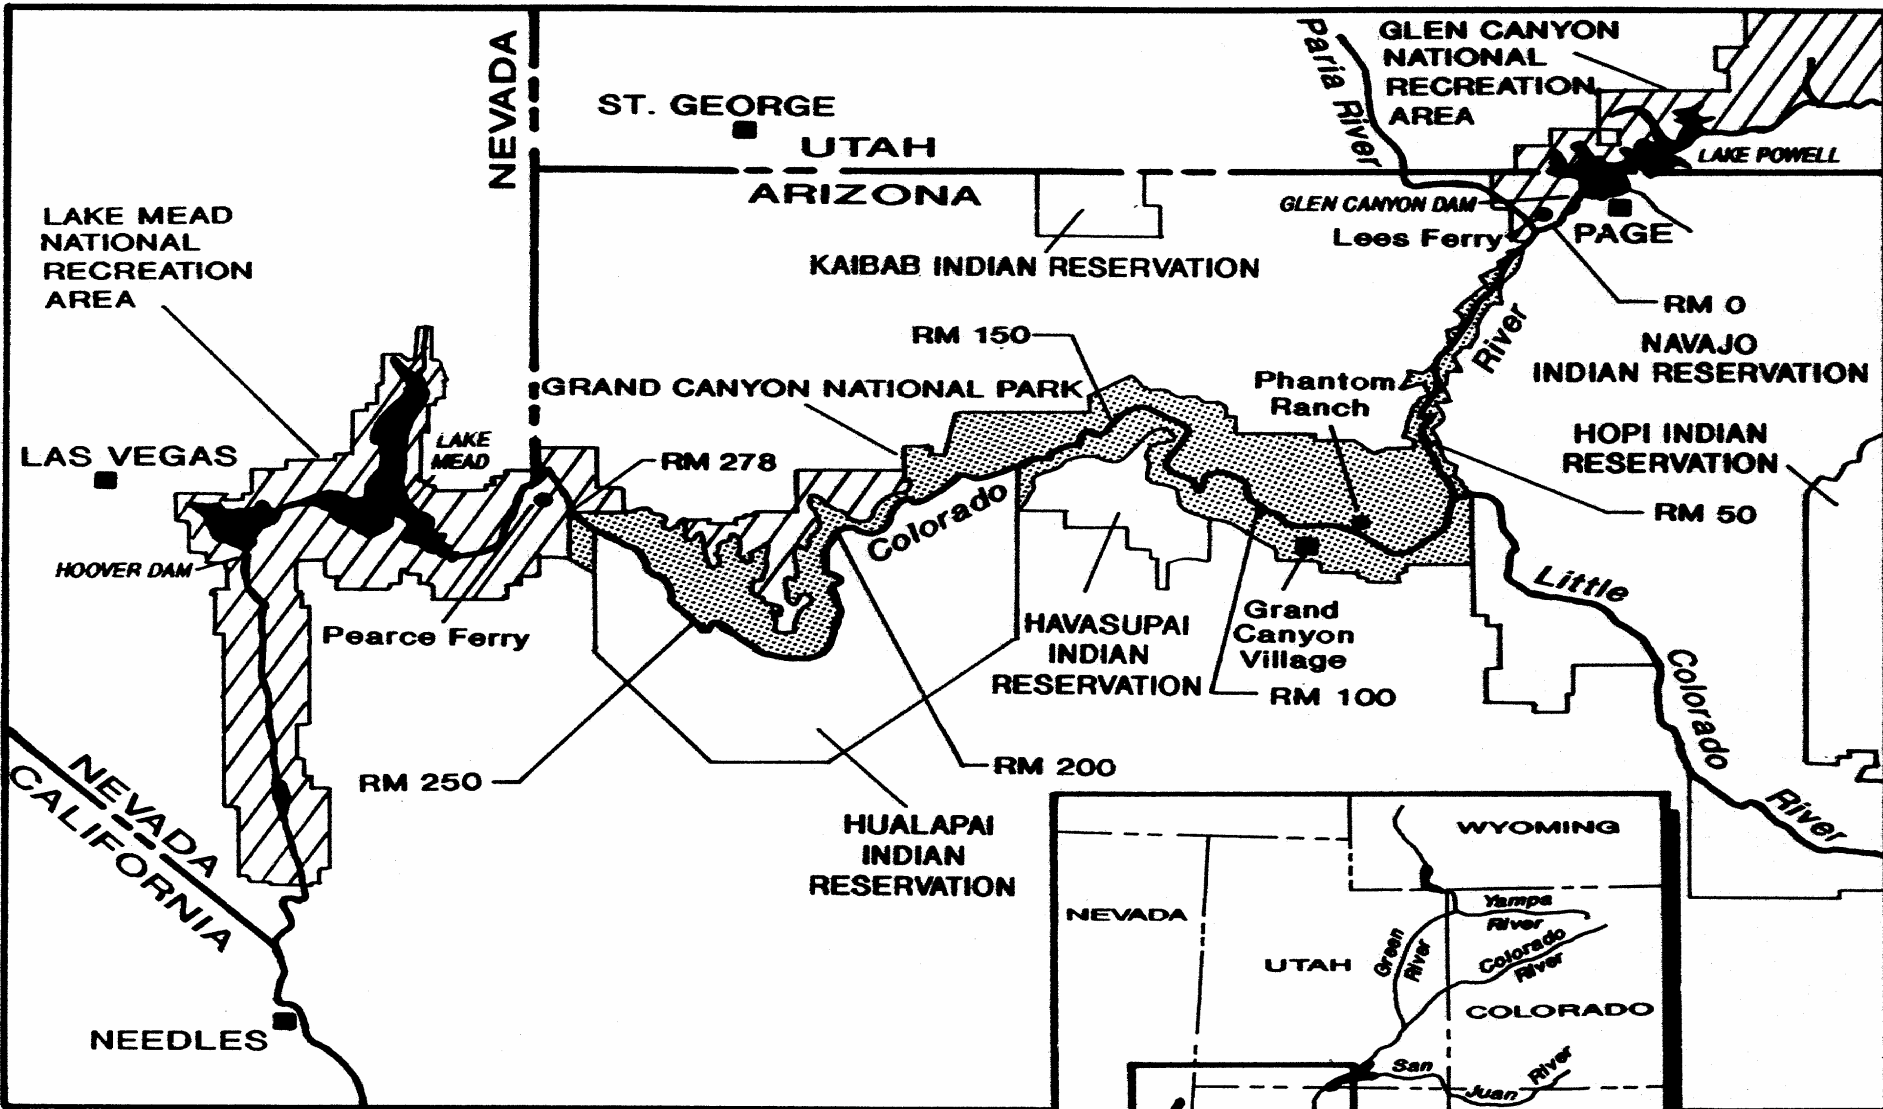 NEVADA
ST. GEORGE
UTAH
ARIZONA
Paria River
GLEN CANYON
NATIONAL
RECREATION
AREA
LAKE POWELL
GLEN CANYON DAM
Lees Ferry
PAGE
RM 0
LAKE MEAD
NATIONAL
RECREATION
AREA
KAIBAB INDIAN RESERVATION
RM 150
River
NAVAJO
INDIAN RESERVATION
GRAND CANYON NATIONAL PARK
Phantom
Ranch
LAS VEGAS
LAKE
MEAD
RM 278
HOPI INDIAN
RESERVATION
Colorado
RM 50
HOOVER DAM
Pearce Ferry
Little
Colorado
River
HAVASUPAI
INDIAN
RESERVATION
Grand
Canyon
Village
RM 100
RM 250
RM 200
HUALAPAI
INDIAN
RESERVATION
NEVADA
CALIFORNIA
NEEDLES
WYOMING
NEVADA
Yampa
River
Green
River
Colorado
River
UTAH
COLORADO
San
Juan
River